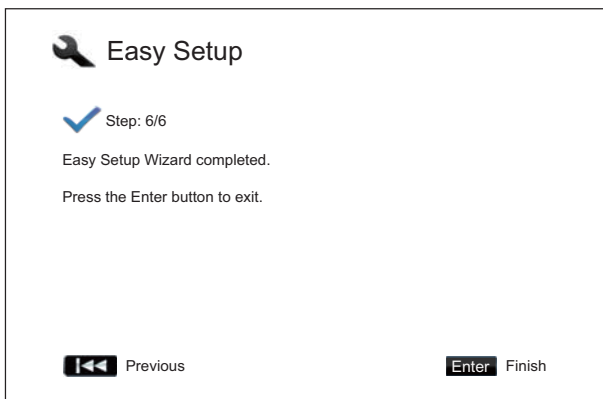 Easy Setup
Step: 6/6
Easy Setup Wizard completed.
Press the Enter button to exit.
Previous
Enter Finish